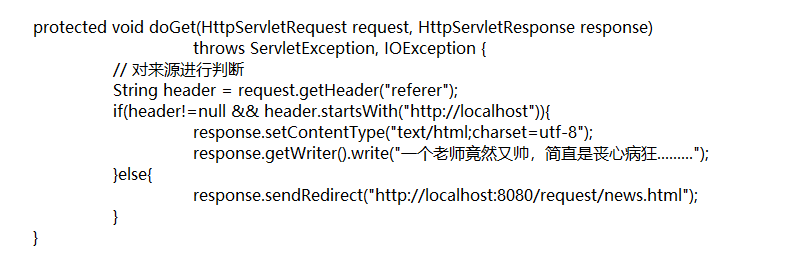 protected void doGet(HttpServletRequest request, HttpServletResponse response)
throws ServletException, IOException {
// 对来源进行判断
String header = request.getHeader("referer");
if(header!=null && header.startsWith("http://localhost")){
response.setContentType("text/html;charset=utf-8");
response.getWriter().write("一个老师竟然又帅，简直是丧心病狂.........");
}else{
response.sendRedirect("http://localhost:8080/request/news.html");
}
}